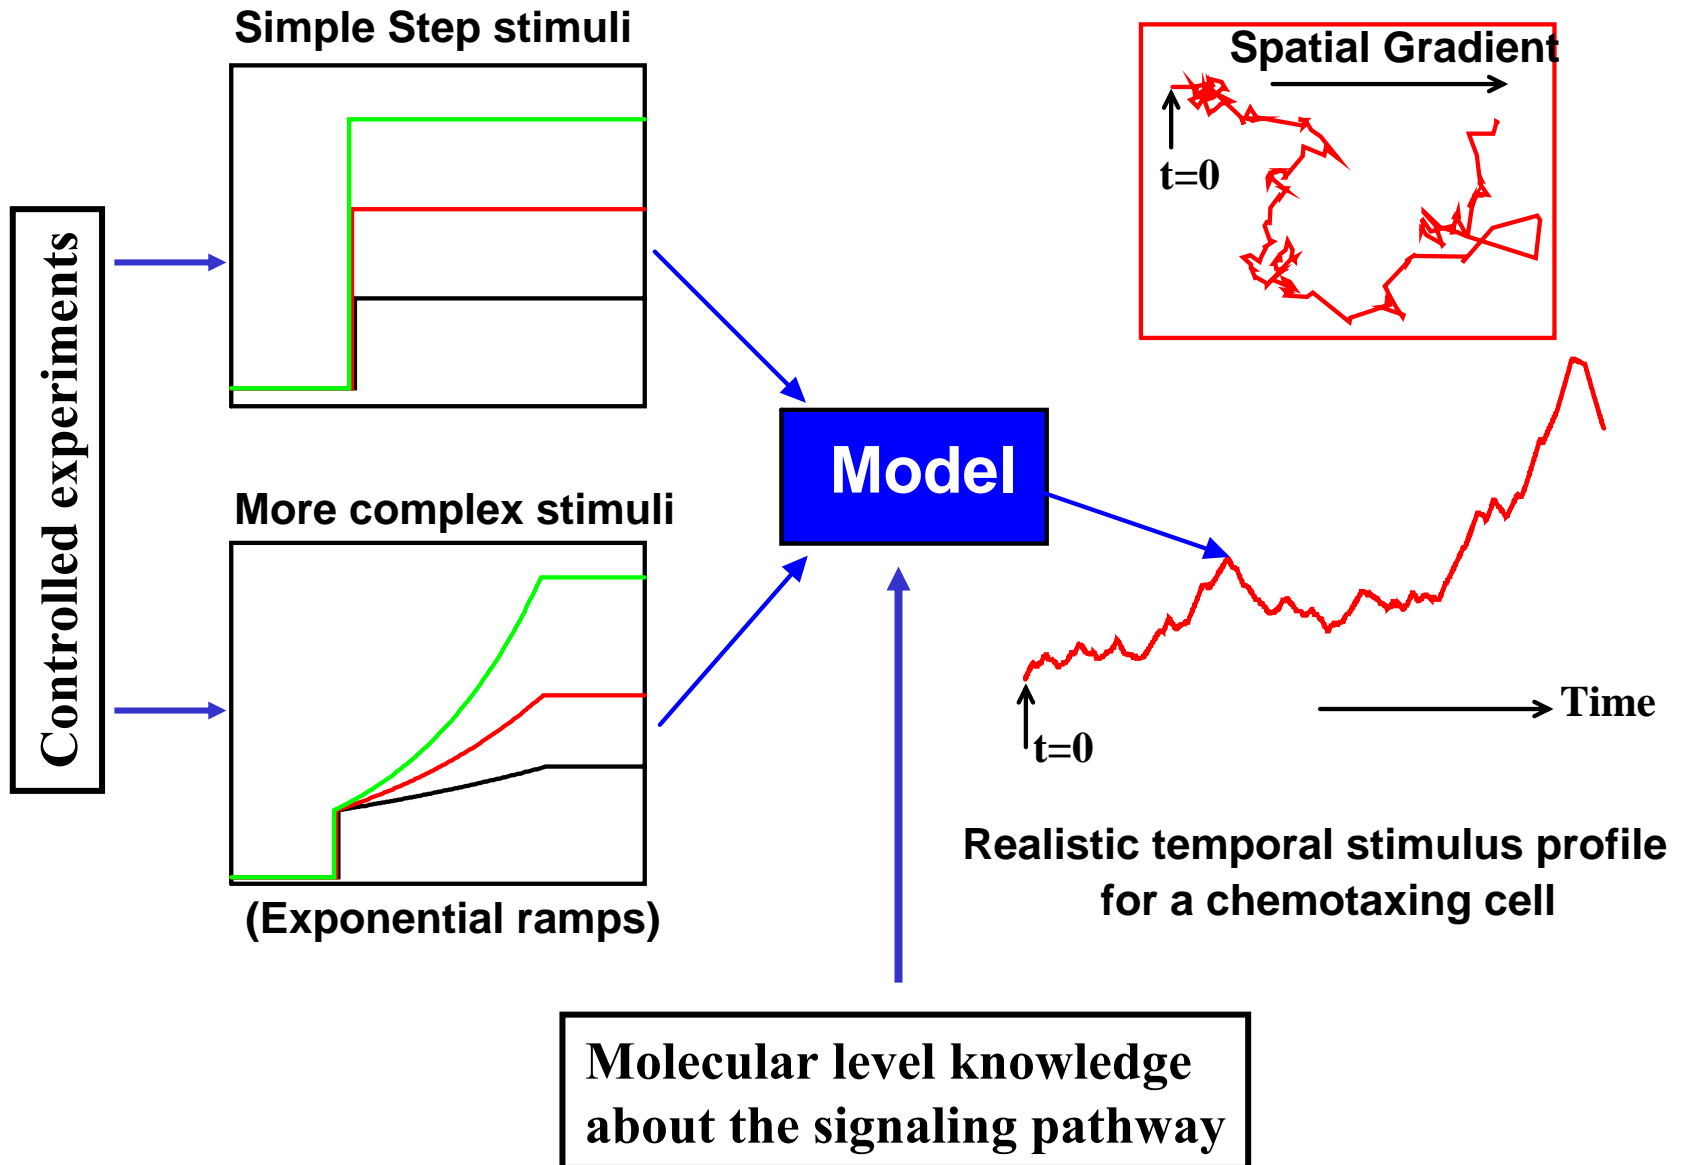 Simple Step stimuli
Spatial Gradient
t=0
Controlled experiments
Model
More complex stimuli
(Exponential ramps)
Time
t=0
Realistic temporal stimulus profile
for a chemotaxing cell
Molecular level knowledge
about the signaling pathway